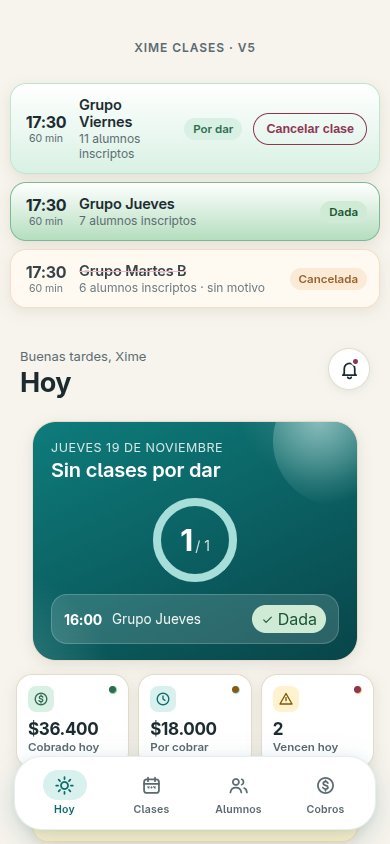 XIME CLASES · V5
17:30
60 min
Grupo
Viernes
11 alumnos
inscriptos
Por dar
Cancelar clase
17:30
60 min
Grupo Jueves
7 alumnos inscriptos
Dada
17:30
60 min
Grupo Martes B
6 alumnos inscriptos · sin motivo
Cancelada
Buenas tardes, Xime
Hoy
JUEVES 19 DE NOVIEMBRE
Sin clases por dar
1 / 1
16:00 Grupo Jueves
✓ Dada
$36.400
Cobrado hoy
$18.000
Por cobrar
2
Vencen hoy
Hoy
Clases
Alumnos
Cobros